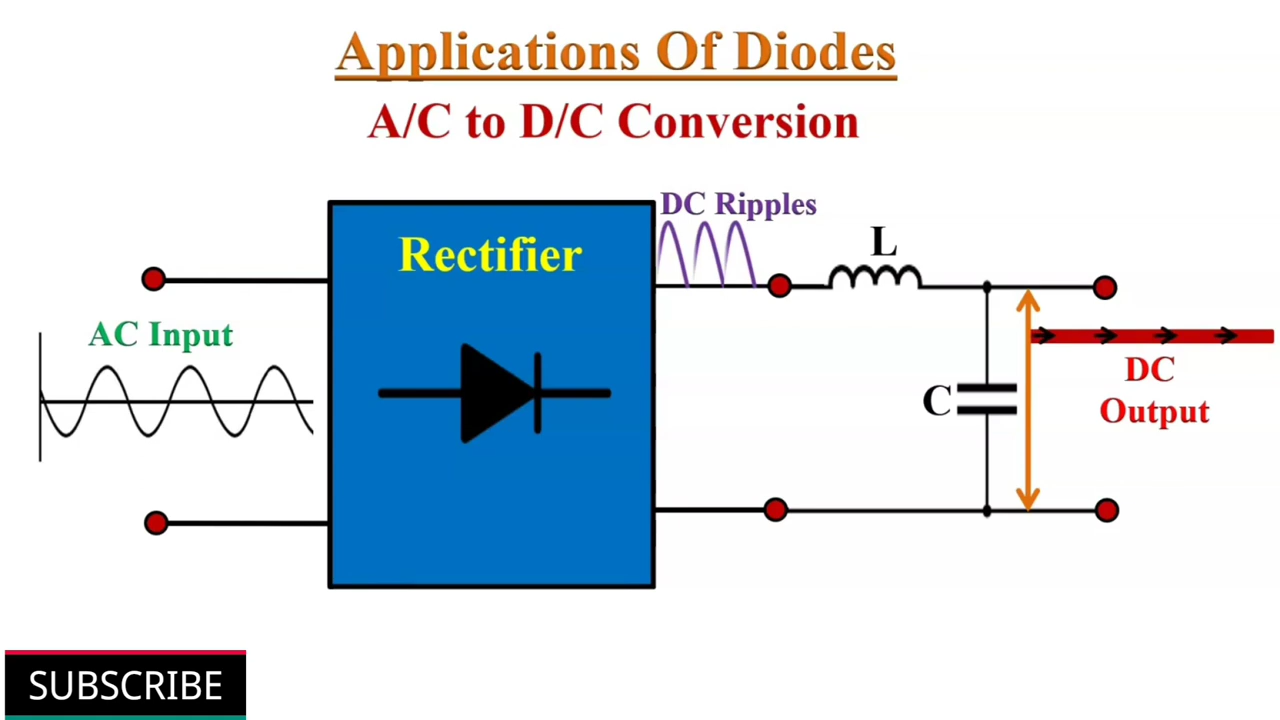 Applications Of Diodes
A/C to D/C Conversion
DC Ripples
Rectifier
L
AC Input
C
DC
Output
SUBSCRIBE